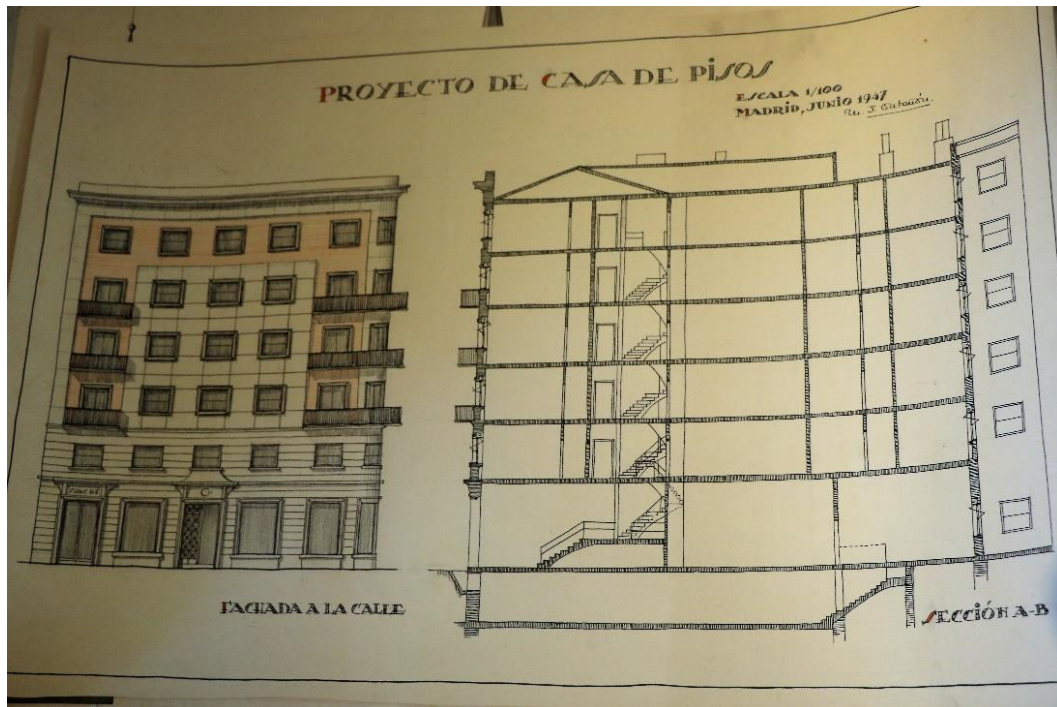 PROYECTO DE CASA DE PISOS
ESCALA 1/100
MADRID, JUNIO 1947
FACHADA A LA CALLE
SECCIÓN A-B